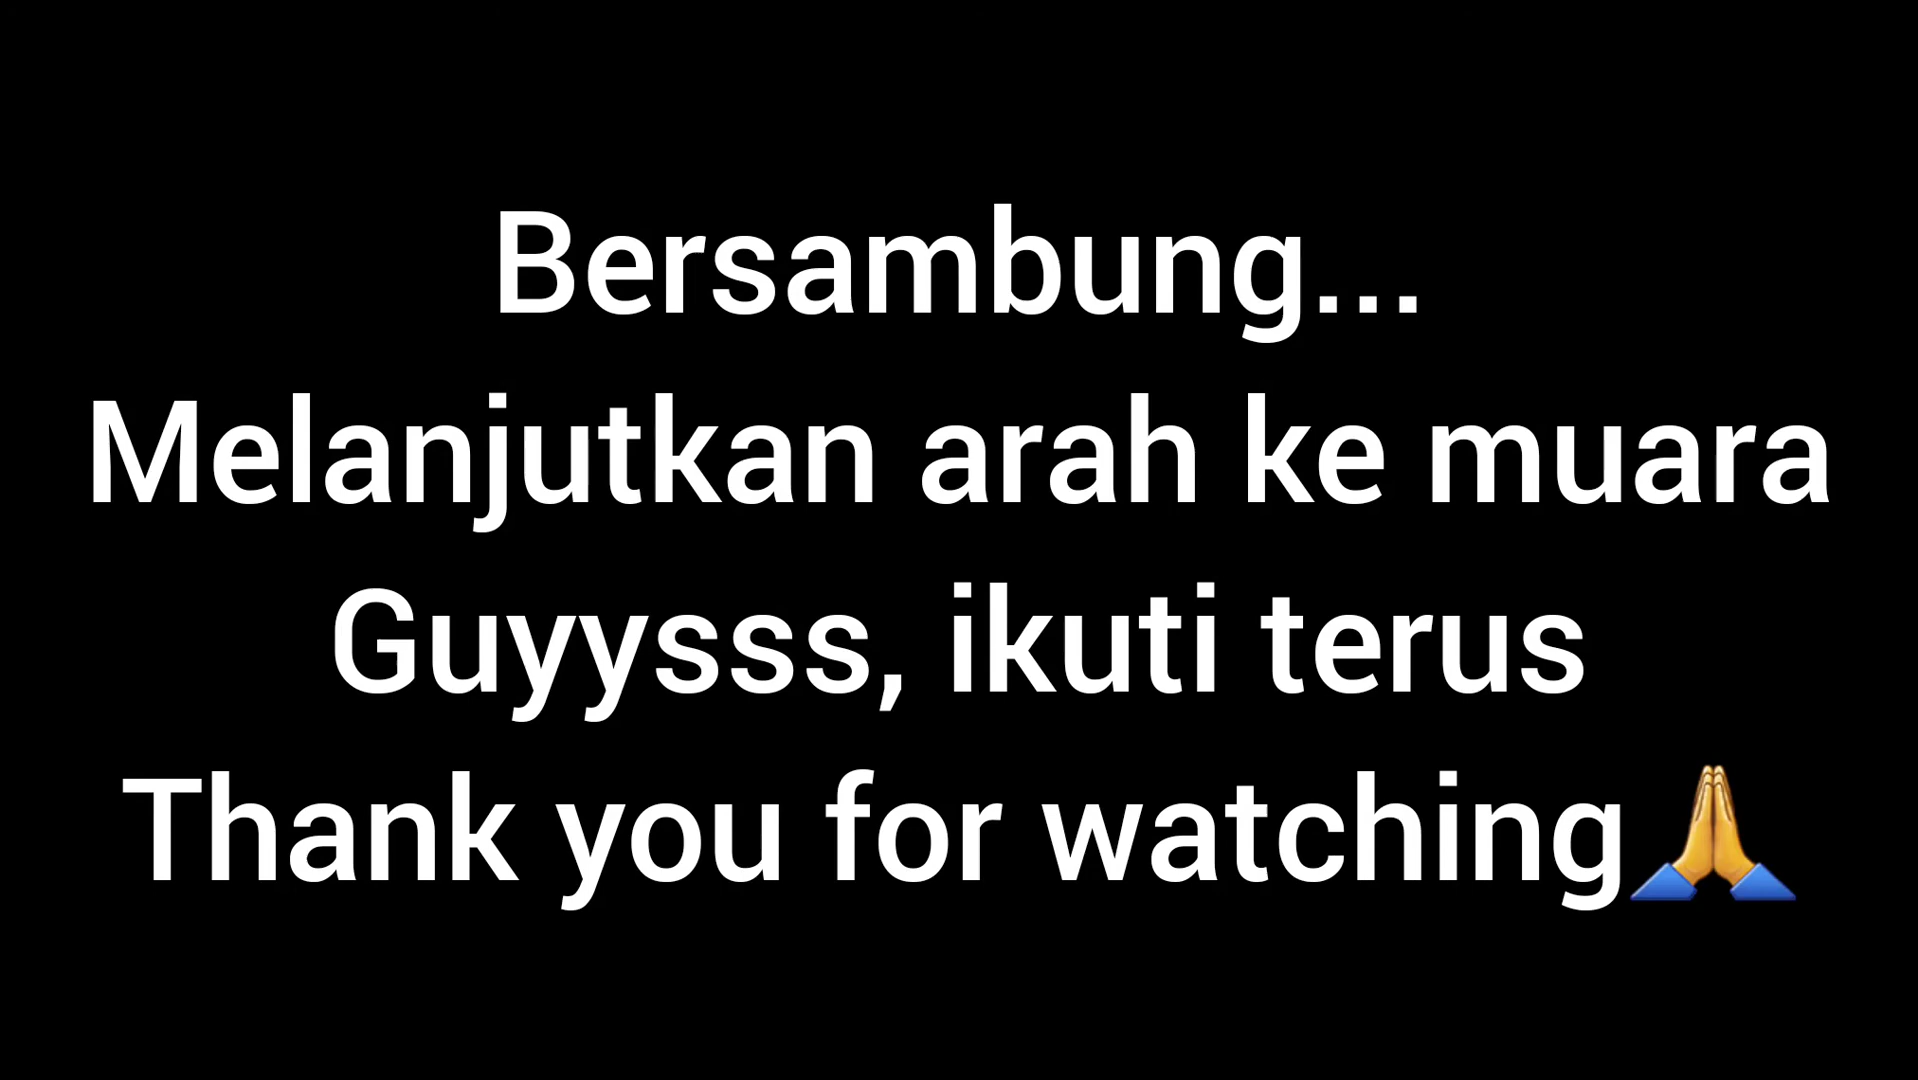 Bersambung...
Melanjutkan arah ke muara
Guyysss, ikuti terus
Thank you for watching🙏